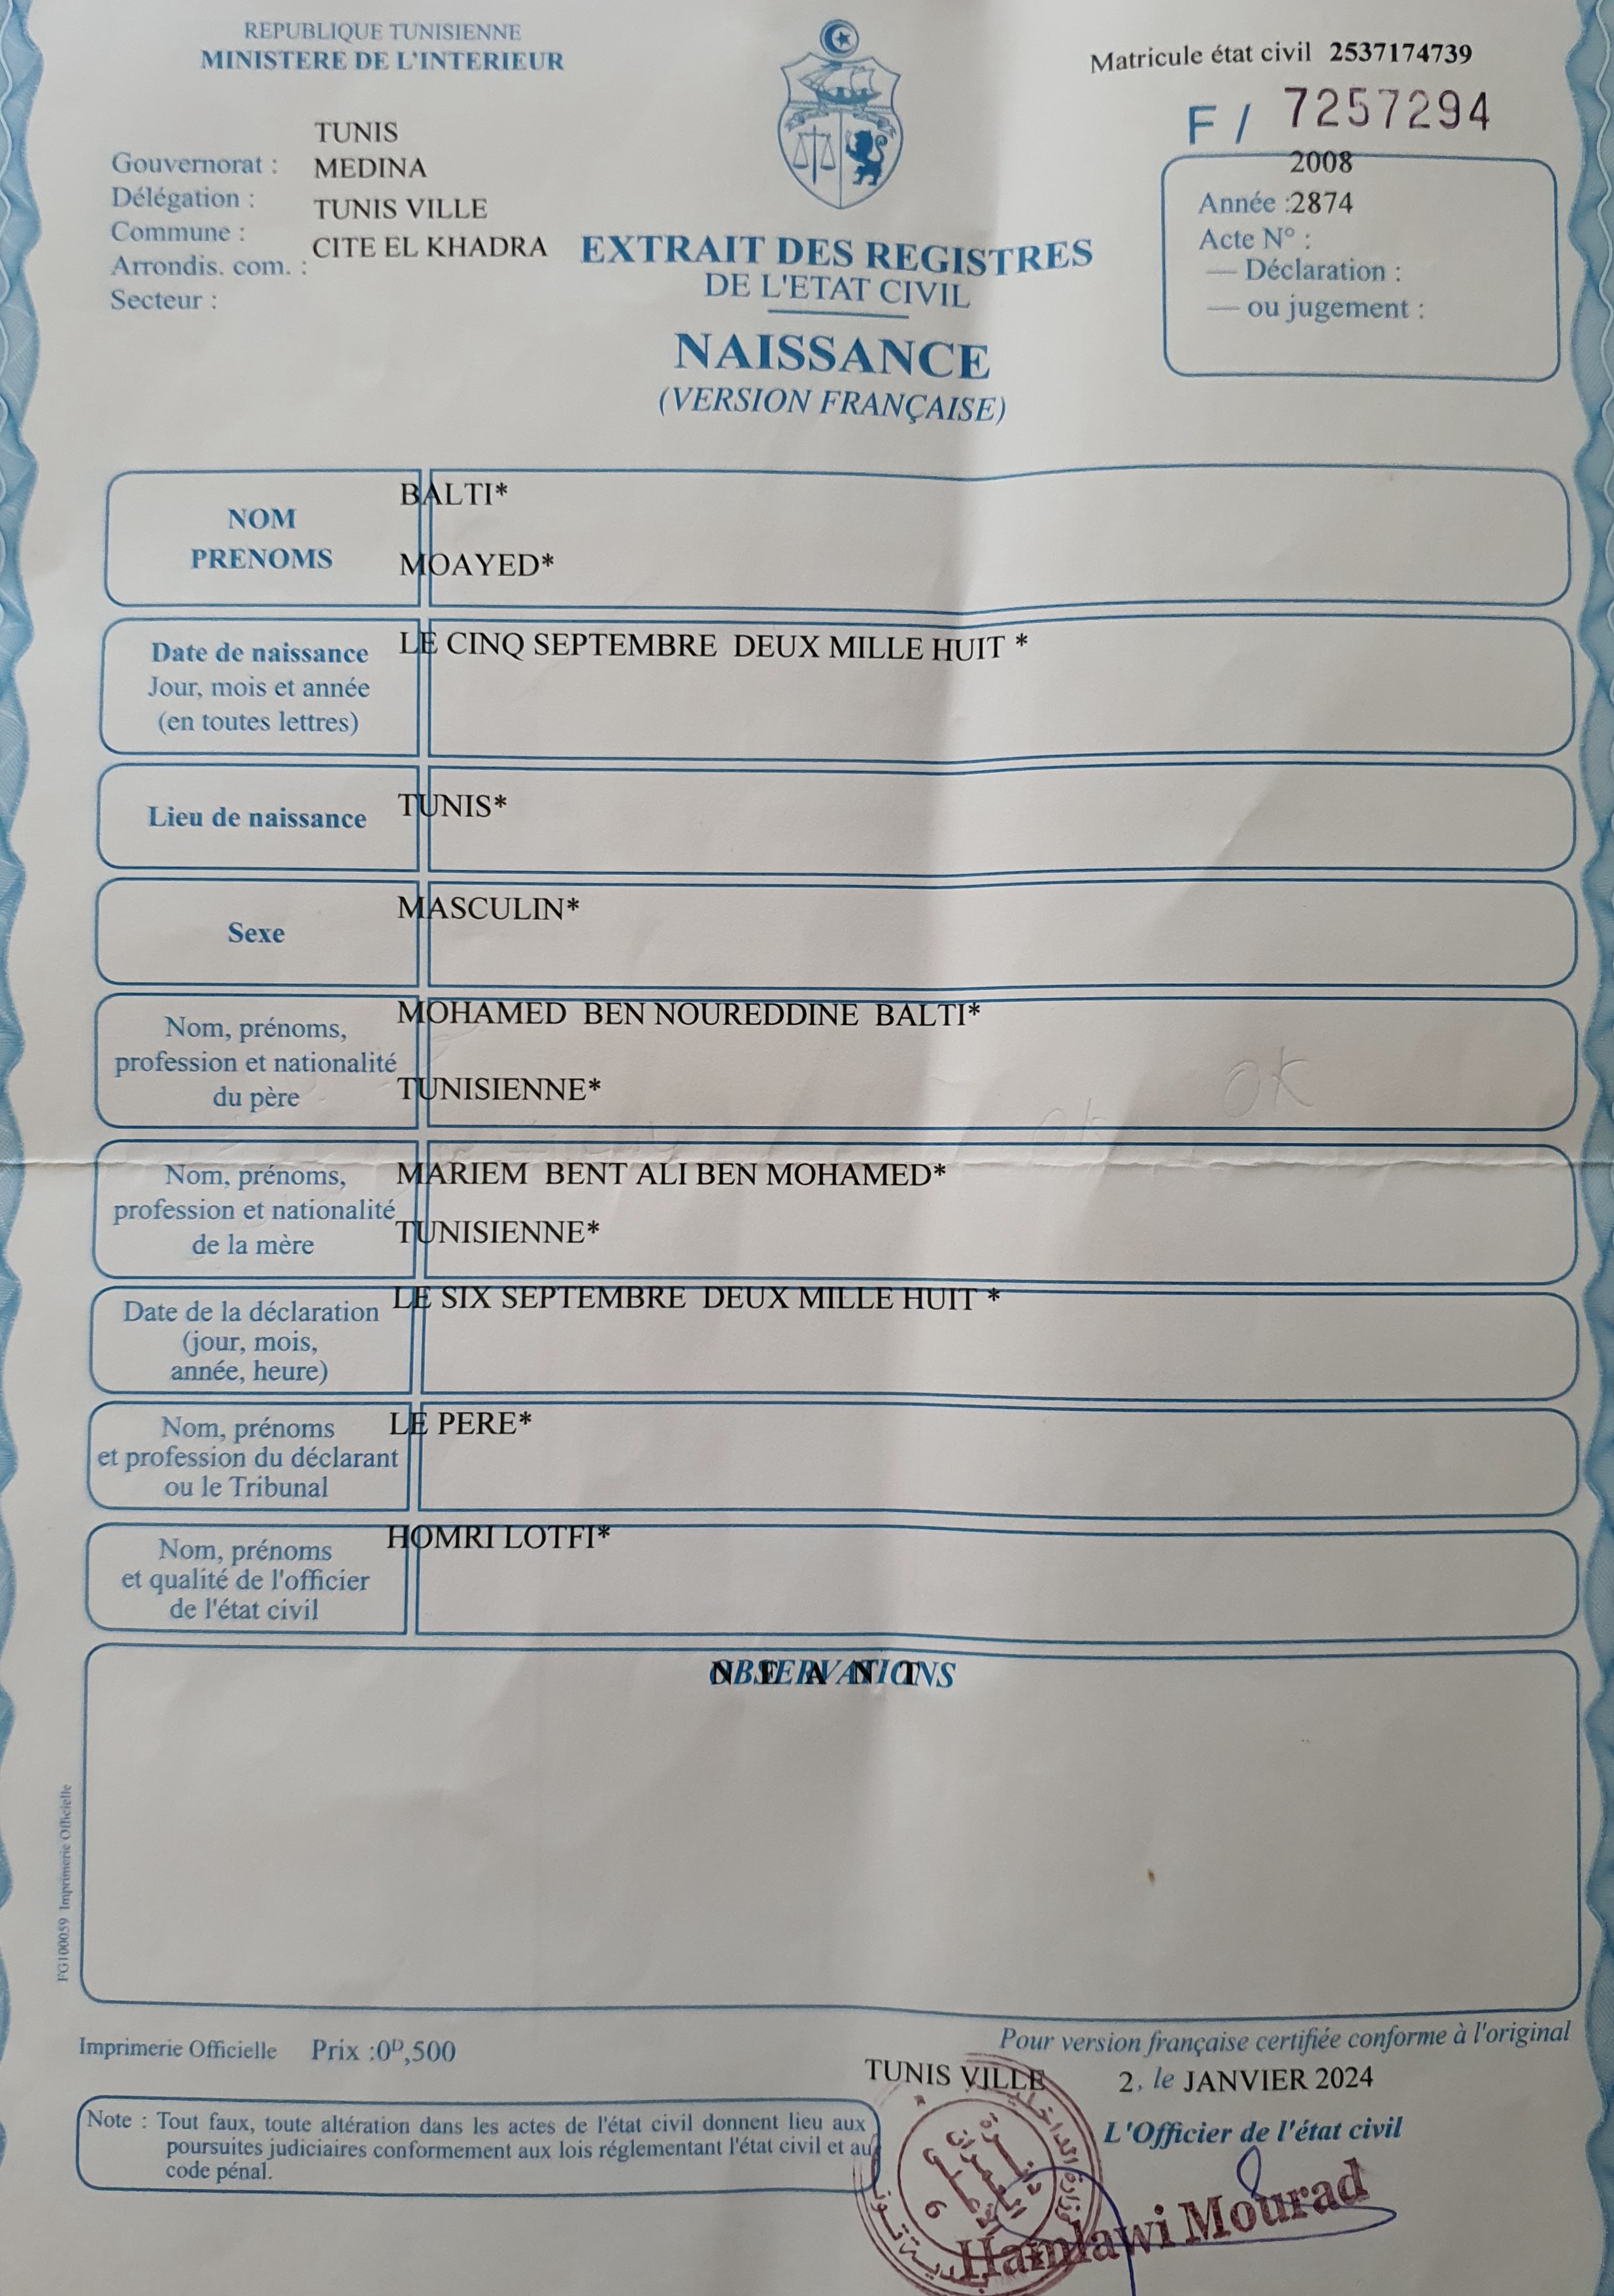 REPUBLIQUE TUNISIENNE
MINISTERE DE L'INTERIEUR
Matricule état civil 2537174739
F / 7257294
TUNIS
Gouvernorat : MEDINA
Délégation : TUNIS VILLE
Commune : CITE EL KHADRA
Arrondis. com. :
Secteur :
2008
Année :2874
Acte N° :
— Déclaration :
— ou jugement :
EXTRAIT DES REGISTRES
DE L'ETAT CIVIL
NAISSANCE
(VERSION FRANÇAISE)
NOM BALTI*
PRENOMS MOAYED*
Date de naissance LE CINQ SEPTEMBRE DEUX MILLE HUIT *
Jour, mois et année
(en toutes lettres)
Lieu de naissance TUNIS*
Sexe MASCULIN*
Nom, prénoms, MOHAMED BEN NOUREDDINE BALTI*
profession et nationalité
du père TUNISIENNE*
OK
Nom, prénoms, MARIEM BENT ALI BEN MOHAMED*
profession et nationalité
de la mère TUNISIENNE*
Date de la déclaration LE SIX SEPTEMBRE DEUX MILLE HUIT *
(jour, mois,
année, heure)
Nom, prénoms LE PERE*
et profession du déclarant
ou le Tribunal
Nom, prénoms HOMRI LOTFI*
et qualité de l'officier
de l'état civil
OBSERVATIONS
N E A N T
FG100059 Imprimerie Officielle
Imprimerie Officielle Prix :0D,500
Pour version française certifiée conforme à l'original
TUNIS VILLE 2, le JANVIER 2024
L'Officier de l'état civil
Note : Tout faux, toute altération dans les actes de l'état civil donnent lieu aux
poursuites judiciaires conformement aux lois réglementant l'état civil et au
code pénal.
وزارة الداخلية
دائرة
العمران
الأعلى
6
Hamlawi Mourad